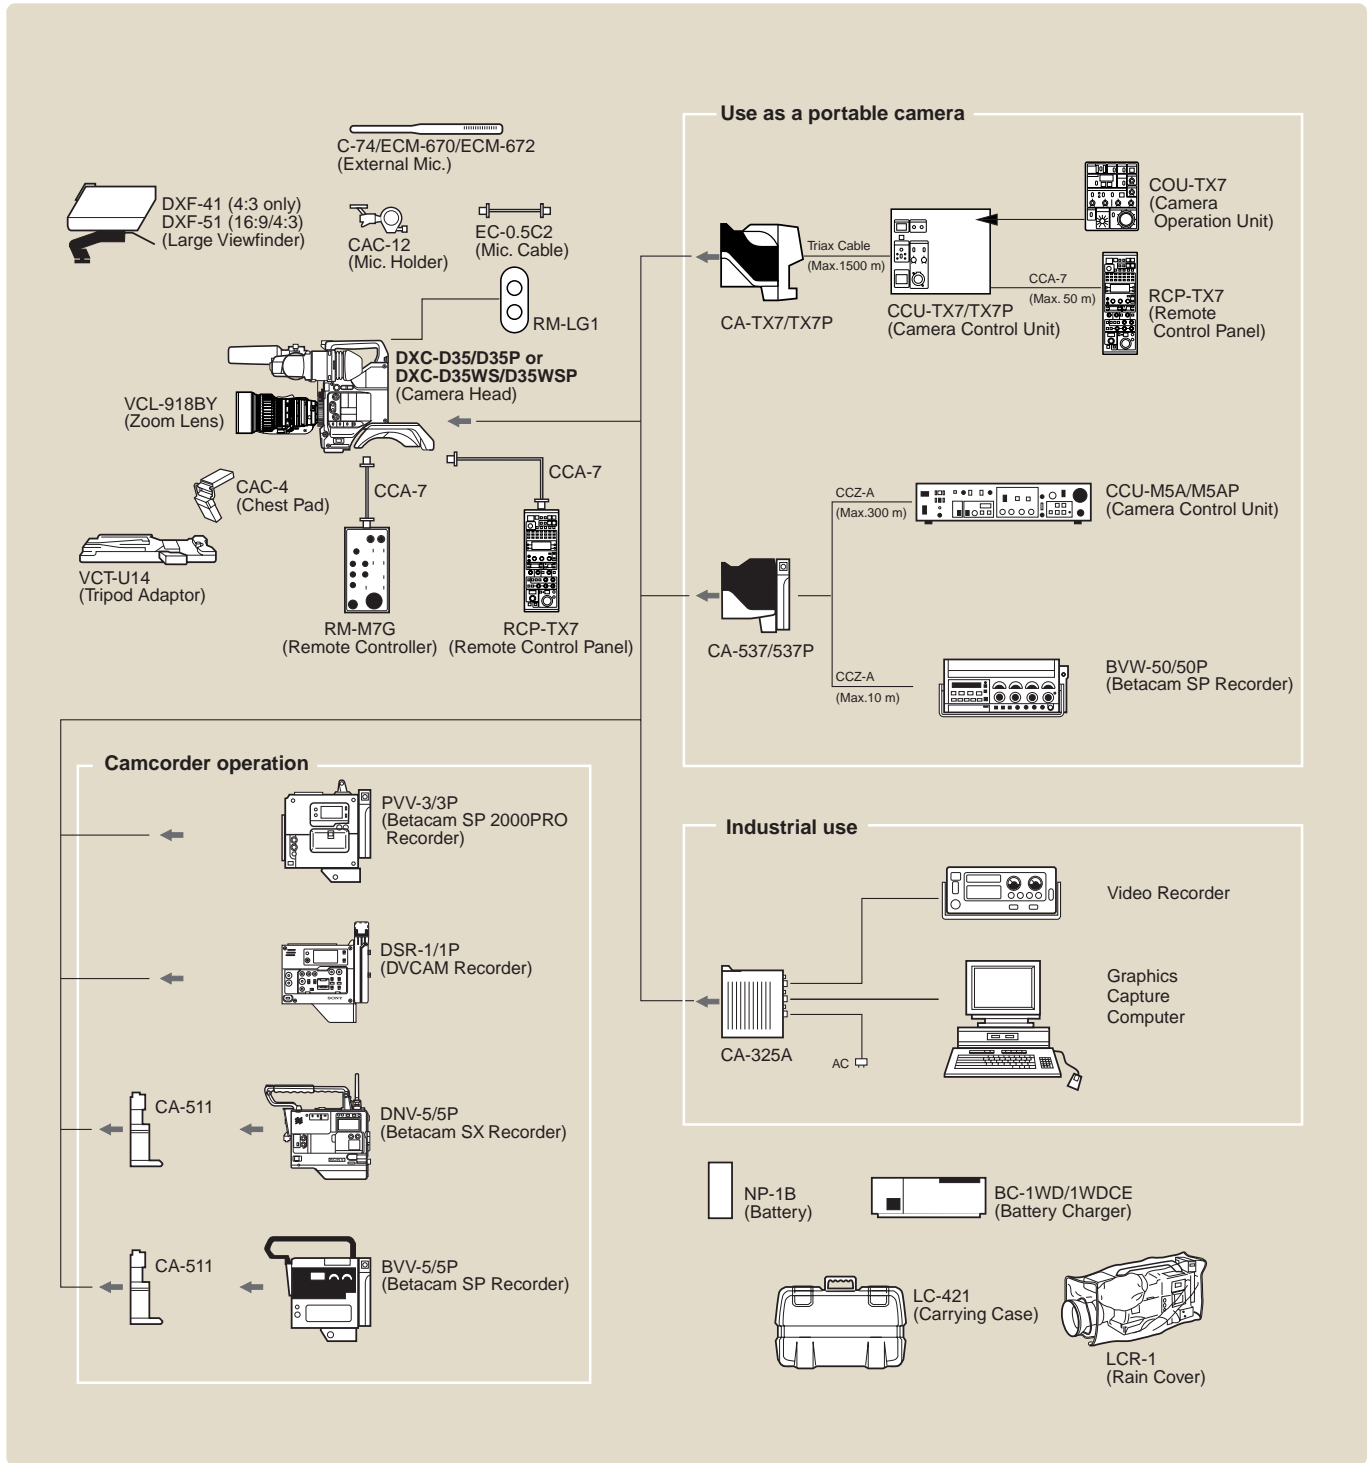 C-74/ECM-670/ECM-672
(External Mic.)
DXF-41 (4:3 only)
DXF-51 (16:9/4:3)
(Large Viewfinder)
CAC-12
(Mic. Holder)
EC-0.5C2
(Mic. Cable)
RM-LG1
DXC-D35/D35P or
DXC-D35WS/D35WSP
(Camera Head)
VCL-918BY
(Zoom Lens)
CAC-4
(Chest Pad)
CCA-7
CCA-7
VCT-U14
(Tripod Adaptor)
RM-M7G
(Remote Controller)
RCP-TX7
(Remote Control Panel)
Use as a portable camera
COU-TX7
(Camera
Operation Unit)
Triax Cable
(Max.1500 m)
CCA-7
(Max. 50 m)
CA-TX7/TX7P
CCU-TX7/TX7P
(Camera Control Unit)
RCP-TX7
(Remote
Control Panel)
CCZ-A
(Max.300 m)
CCU-M5A/M5AP
(Camera Control Unit)
CA-537/537P
CCZ-A
(Max.10 m)
BVW-50/50P
(Betacam SP Recorder)
Camcorder operation
PVV-3/3P
(Betacam SP 2000PRO
Recorder)
DSR-1/1P
(DVCAM Recorder)
SONY
CA-511
DNV-5/5P
(Betacam SX Recorder)
CA-511
BVV-5/5P
(Betacam SP Recorder)
Industrial use
Video Recorder
Graphics
Capture
Computer
CA-325A
AC
NP-1B
(Battery)
BC-1WD/1WDCE
(Battery Charger)
LC-421
(Carrying Case)
LCR-1
(Rain Cover)